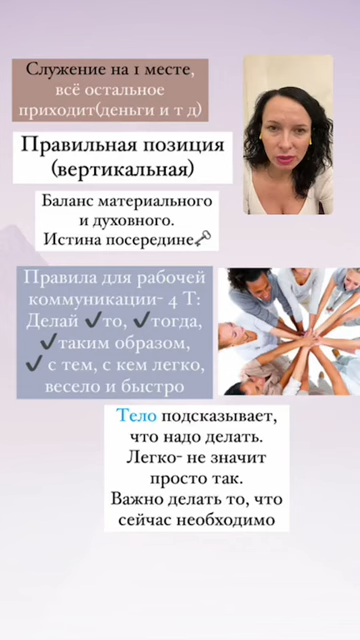 Служение на 1 месте,
всё остальное
приходит(деньги и т д)
Правильная позиция
(вертикальная)
Баланс материального
и духовного.
Истина посередине🗝
Правила для рабочей
коммуникации- 4 Т:
Делай ✔то, ✔тогда,
✔таким образом,
✔ с тем, с кем легко,
весело и быстро
Тело подсказывает,
что надо делать.
Легко- не значит
просто так.
Важно делать то, что
сейчас необходимо